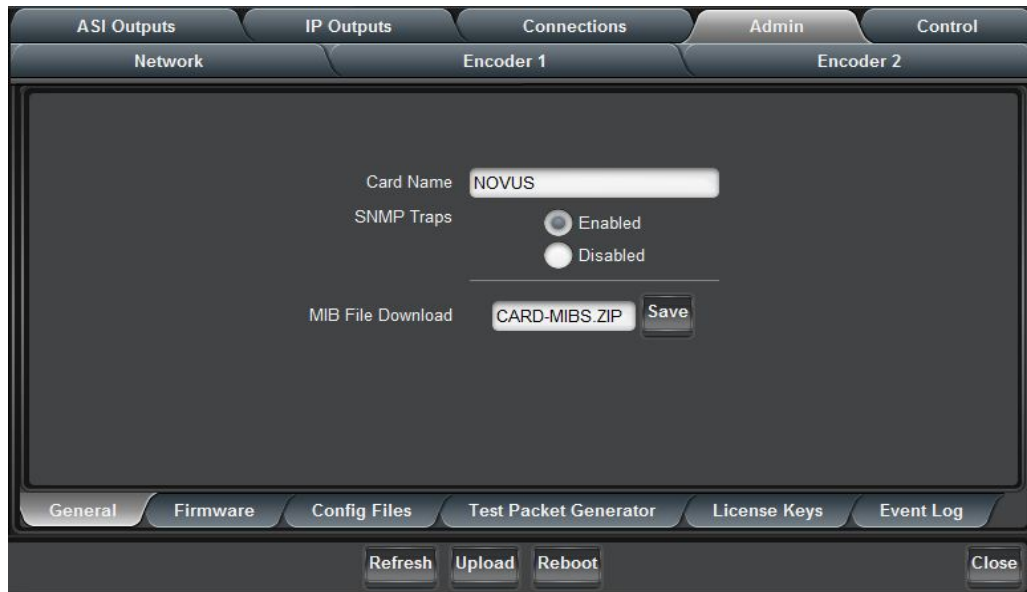 ASI Outputs IP Outputs Connections Admin Control
Network Encoder 1 Encoder 2
Card Name NOVUS
SNMP Traps
Enabled
Disabled
MIB File Download CARD-MIBS.ZIP Save
General Firmware Config Files Test Packet Generator License Keys Event Log
Refresh Upload Reboot Close